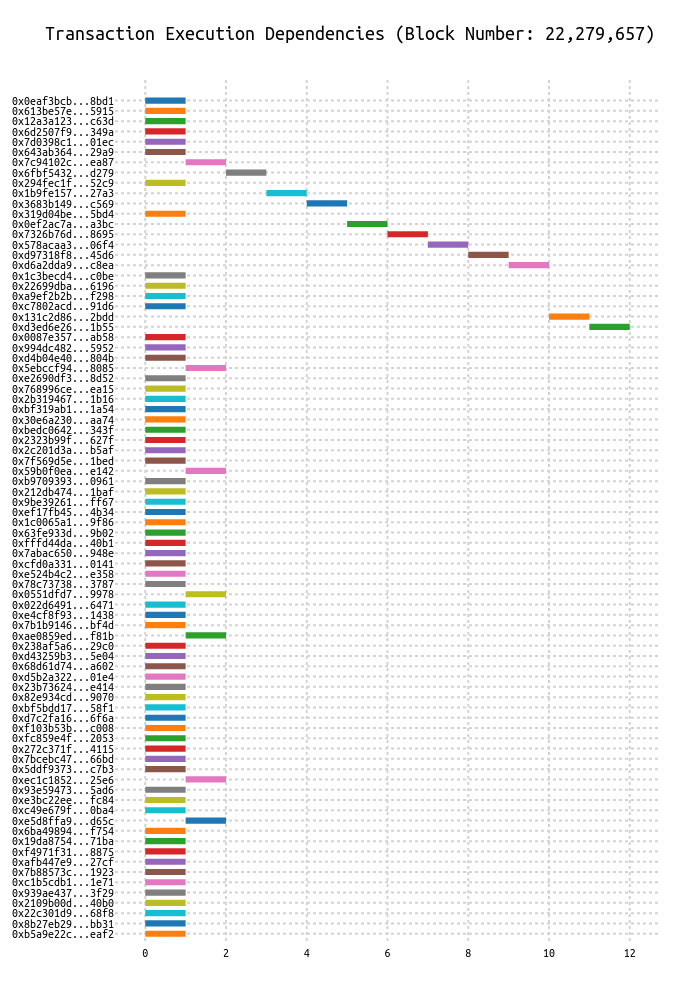 Transaction Execution Dependencies (Block Number: 22,279,657)
0x0eaf3bcb...8bd1
0x613be57e...5915
0x12a3a123...c63d
0x6d2507f9...349a
0x7d0398c1...01ec
0x643ab364...29a9
0x7c94102c...ea87
0x6fbf5432...d279
0x294fec1f...52c9
0x1b9fe157...27a3
0x3683b149...c569
0x319d04be...5bd4
0x0ef2ac7a...a3bc
0x7326b76d...8695
0x578acaa3...06f4
0xd97318f8...45d6
0xd6a2dda9...c8ea
0x1c3becd4...c0be
0x22699dba...6196
0xa9ef2b2b...f298
0xc7802acd...91d6
0x131c2d86...2bdd
0xd3ed6e26...1b55
0x0087e357...ab58
0x994dc482...5952
0xd4b04e40...804b
0x5ebccf94...8085
0xe2690df3...8d52
0x768996ce...ea15
0x2b319467...1b16
0xbf319ab1...1a54
0x30e6a230...aa74
0xbedc0642...343f
0x2323b99f...627f
0x2c201d3a...b5af
0x7f569d5e...1bed
0x59b0f0ea...e142
0xb9709393...0961
0x212db474...1baf
0x9be39261...ff67
0xef17fb45...4b34
0x1c0065a1...9f86
0x63fe933d...9b02
0xfffd44da...40b1
0x7abac650...948e
0xcfd0a331...0141
0xe524b4c2...e358
0x78c73738...3787
0x0551dfd7...9978
0x022d6491...6471
0xe4cf8f93...1438
0x7b1b9146...bf4d
0xae0859ed...f81b
0x238af5a6...29c0
0xd43259b3...5e04
0x68d61d74...a602
0xd5b2a322...01e4
0x23b73624...e414
0x82e934cd...9070
0xbf5bdd17...58f1
0xd7c2fa16...6f6a
0xf103b53b...c008
0xfc859e4f...2053
0x272c371f...4115
0x7bcebc47...66bd
0x5ddf9373...c7b3
0xec1c1852...25e6
0x93e59473...5ad6
0xe3bc22ee...fc84
0xc49e679f...0ba4
0xe5d8ffa9...d65c
0x6ba49894...f754
0x19da8754...71ba
0xf4971f31...8875
0xafb447e9...27cf
0x7b88573c...1923
0xc1b5cdb1...1e71
0x939ae437...3f29
0x2109b00d...40b0
0x22c301d9...68f8
0x8b27eb29...bb31
0xb5a9e22c...eaf2
0 2 4 6 8 10 12